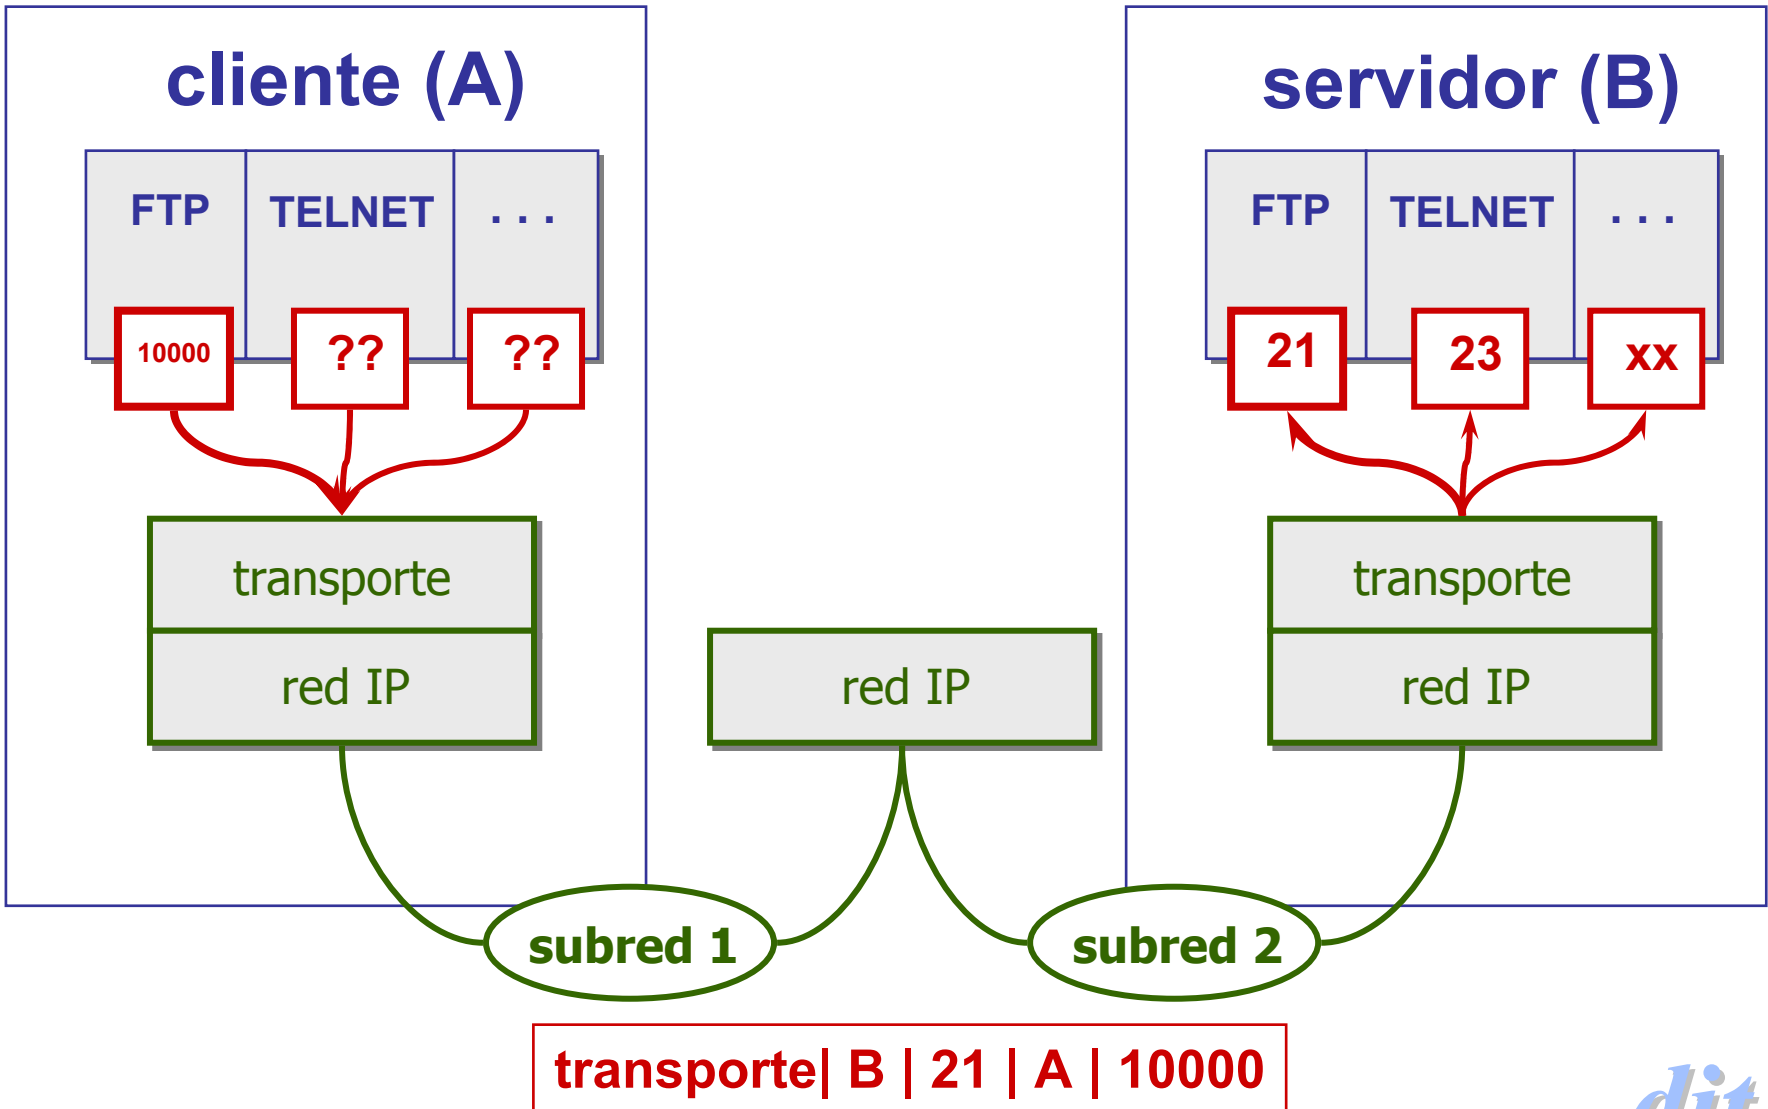 cliente (A)
servidor (B)
FTP TELNET . . .
FTP TELNET . . .
10000 ?? ??
21 23 xx
transporte
transporte
red IP
red IP
red IP
subred 1
subred 2
transporte| B | 21 | A | 10000
dit